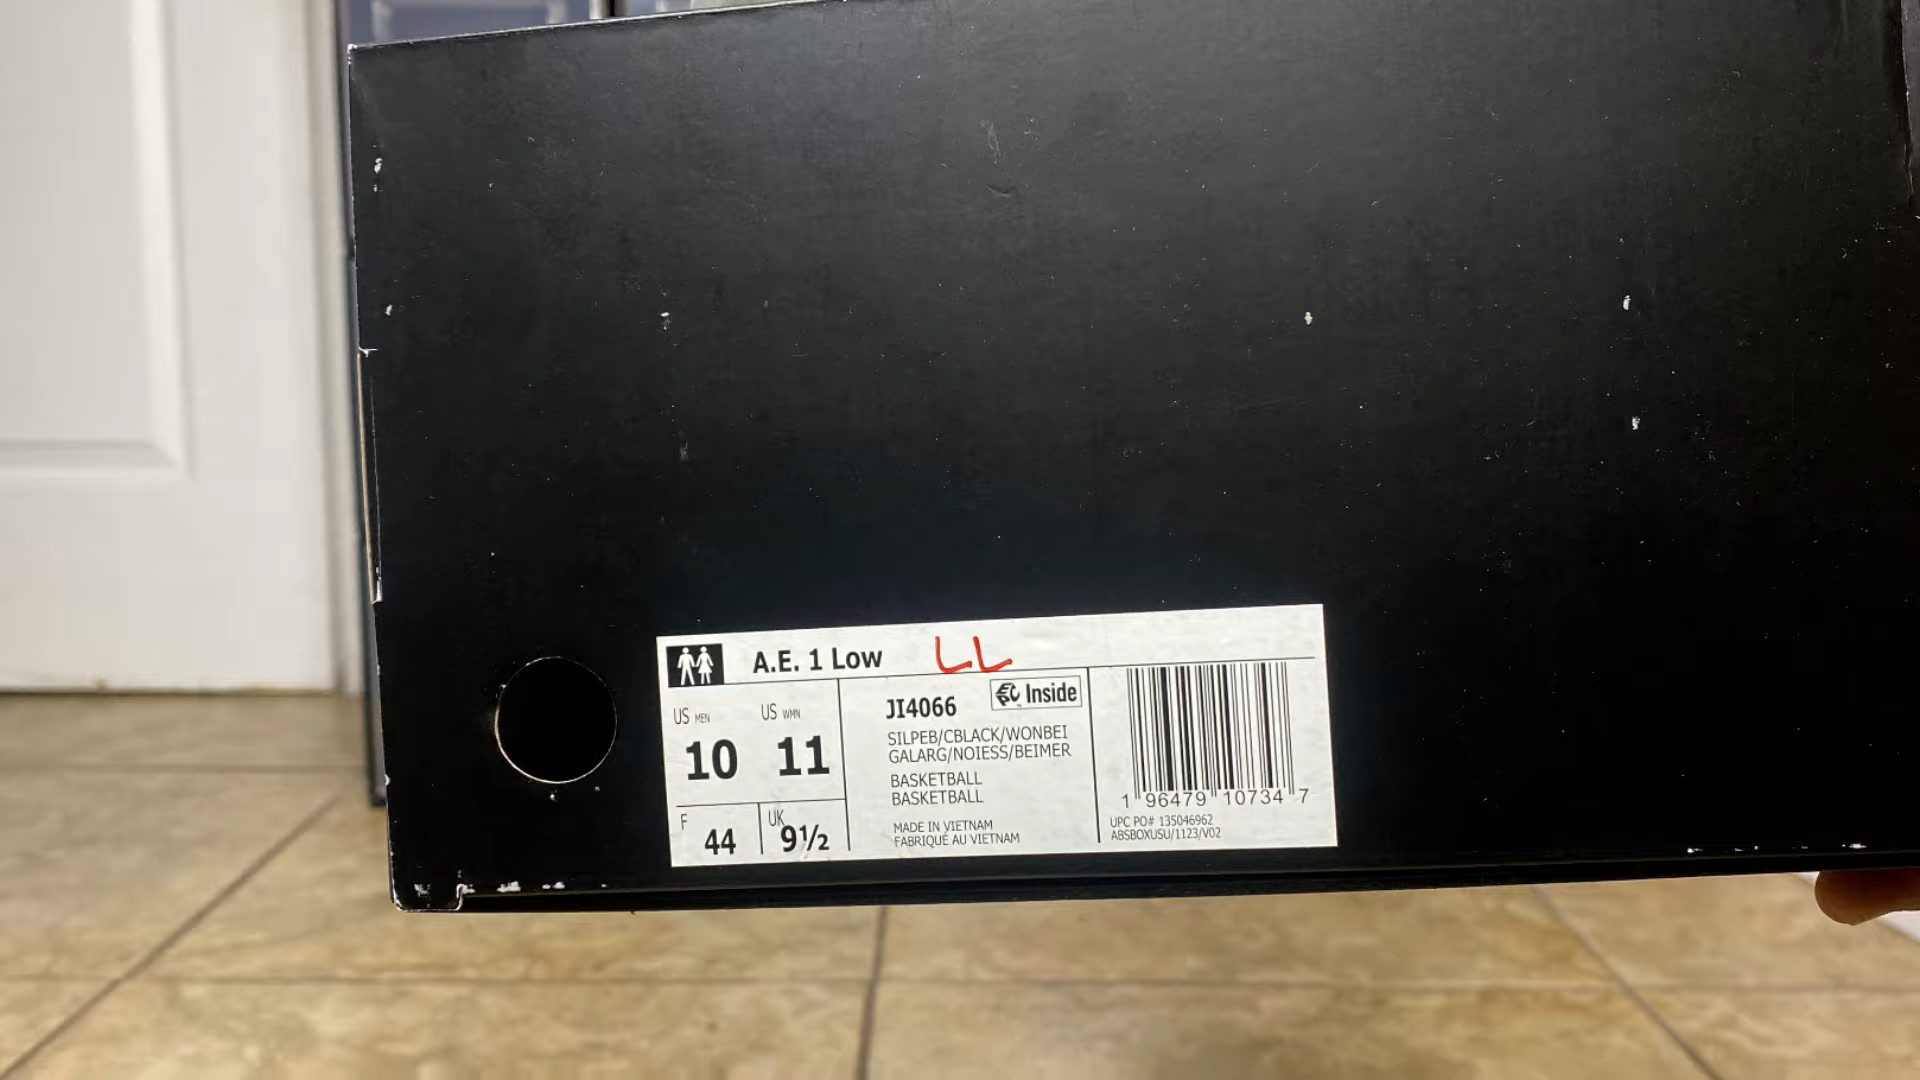 A.E. 1 Low LL
US MEN US WMN
10 11
F 44 UK 9½
JI4066 Inside
SILPEB/CBLACK/WONBEI
GALARG/NOIESS/BEIMER
BASKETBALL
BASKETBALL
MADE IN VIETNAM
FABRIQUÉ AU VIETNAM
1 96479 10734 7
UPC PO# 135046962
ABSBOXUSU/1123/V02